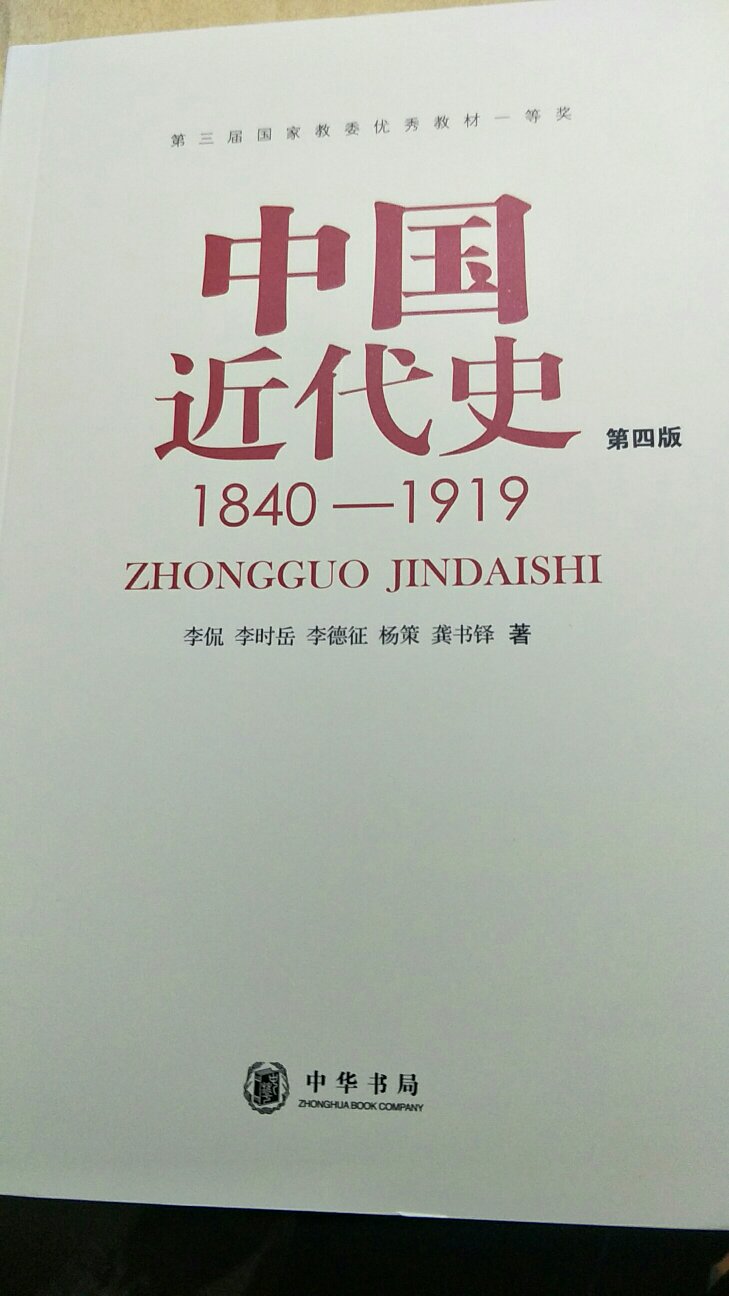 第三届国家教委优秀教材一等奖
中国
近代史 第四版
1840—1919
ZHONGGUO JINDAISHI
李侃 李时岳 李德征 杨策 龚书铎 著
中华书局
ZHONGHUA BOOK COMPANY